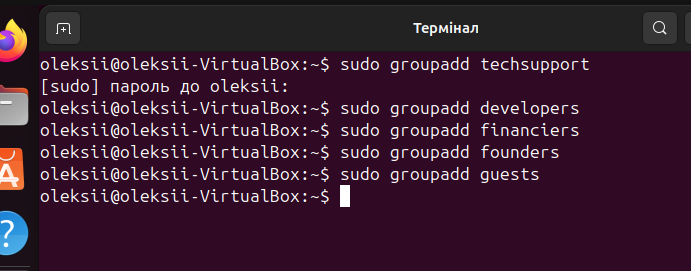 Термінал
oleksii@oleksii-VirtualBox:~$ sudo groupadd techsupport
[sudo] пароль до oleksii:
oleksii@oleksii-VirtualBox:~$ sudo groupadd developers
oleksii@oleksii-VirtualBox:~$ sudo groupadd financiers
oleksii@oleksii-VirtualBox:~$ sudo groupadd founders
oleksii@oleksii-VirtualBox:~$ sudo groupadd guests
oleksii@oleksii-VirtualBox:~$